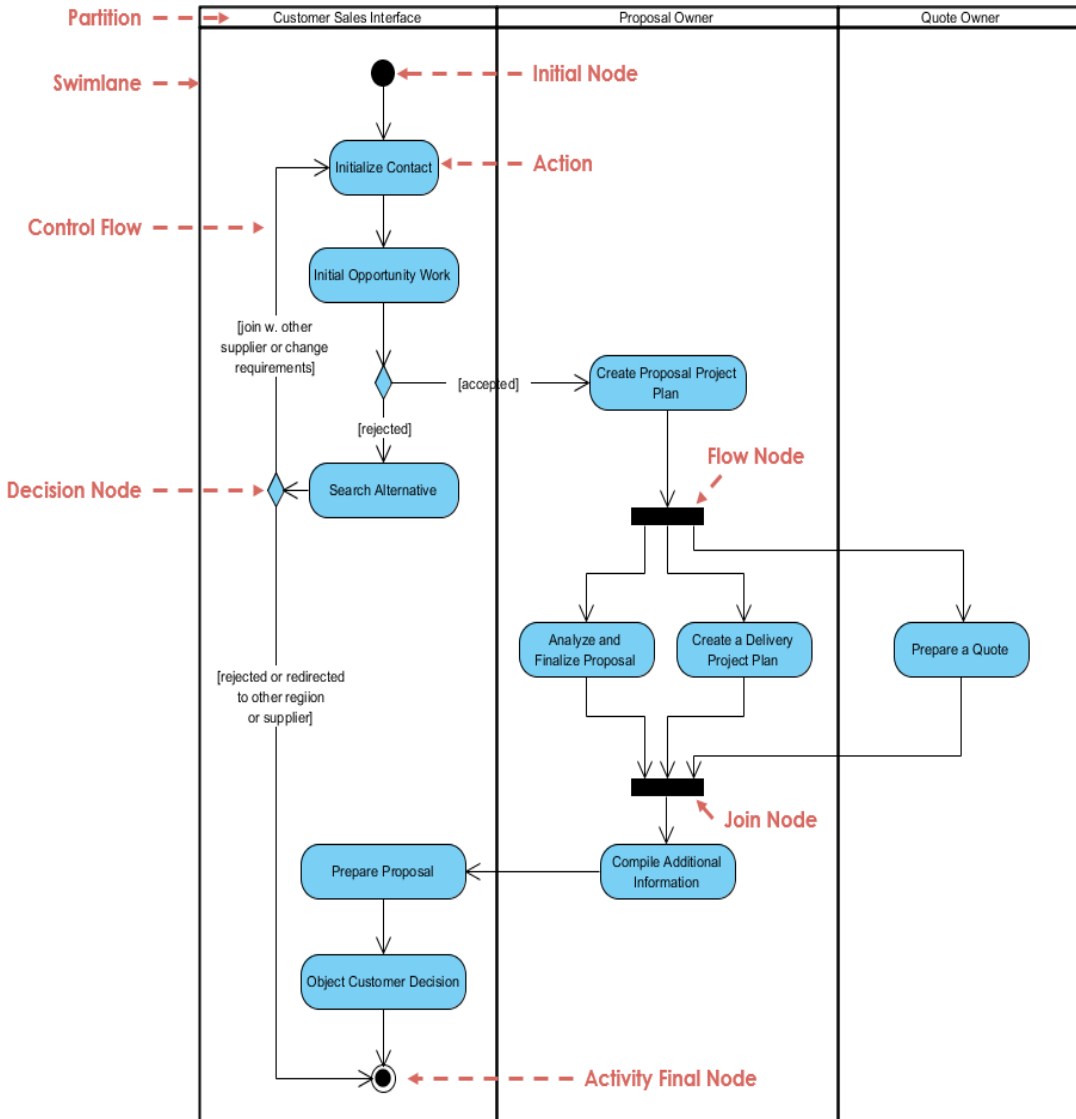 Partition
Customer Sales Interface
Proposal Owner
Quote Owner
Swimlane
Initial Node
Initialize Contact
Action
Control Flow
Initial Opportunity Work
[join w. other
supplier or change
requirements]
[accepted]
Create Proposal Project
Plan
[rejected]
Flow Node
Decision Node
Search Alternative
Analyze and
Finalize Proposal
Create a Delivery
Project Plan
Prepare a Quote
[rejected or redirected
to other regiion
or supplier]
Join Node
Prepare Proposal
Compile Additional
Information
Object Customer Decision
Activity Final Node